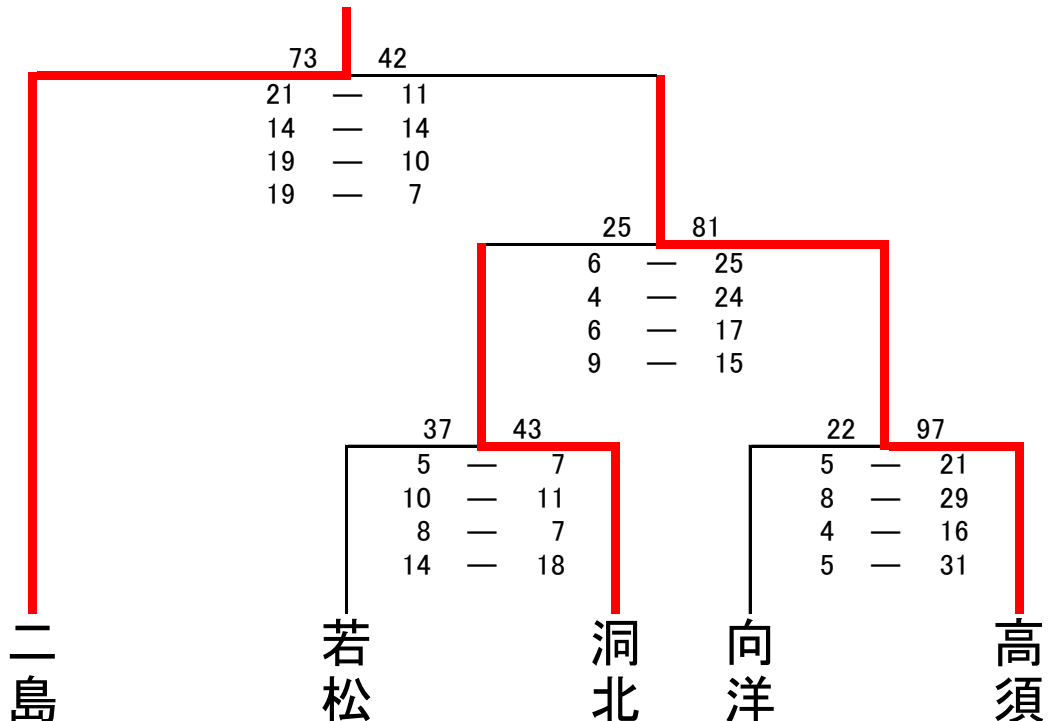 73 42
21 — 11
14 — 14
19 — 10
19 — 7
25 81
6 — 25
4 — 24
6 — 17
9 — 15
37 43
5 — 7
10 — 11
8 — 7
14 — 18
22 97
5 — 21
8 — 29
4 — 16
5 — 31
二島
若松
洞北
向洋
高須